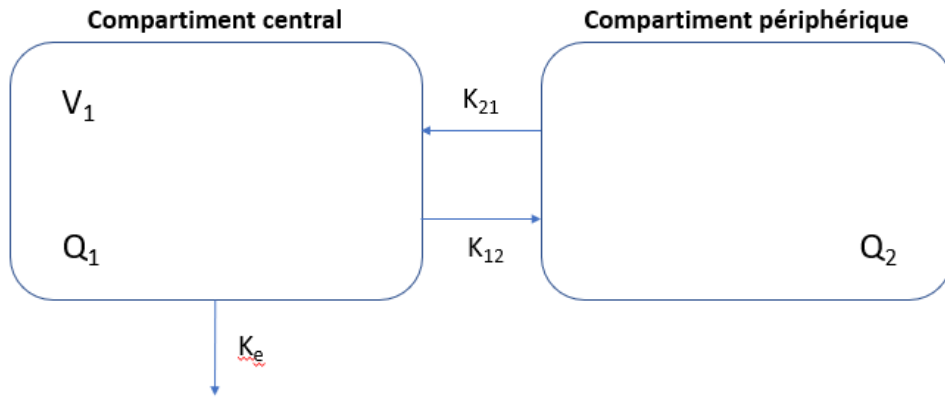 Compartiment central
Compartiment périphérique
V₁
K₂₁
Q₁
K₁₂
Q₂
Kₑ